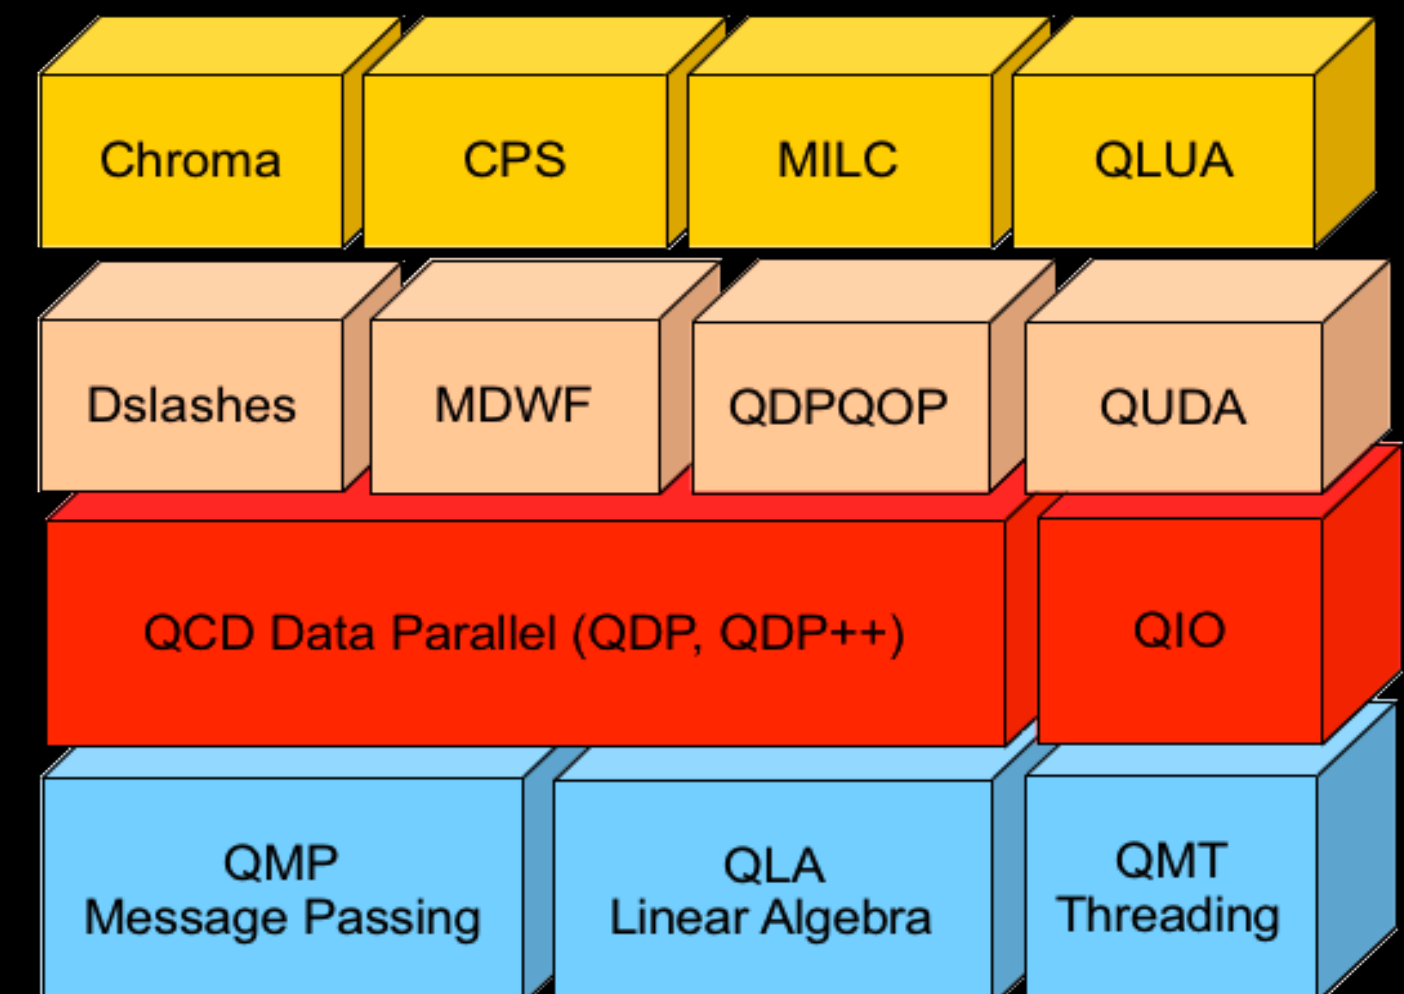 Chroma
CPS
MILC
QLUA
Dslashes
MDWF
QDPQOP
QUDA
QCD Data Parallel (QDP, QDP++)
QIO
QMP
Message Passing
QLA
Linear Algebra
QMT
Threading